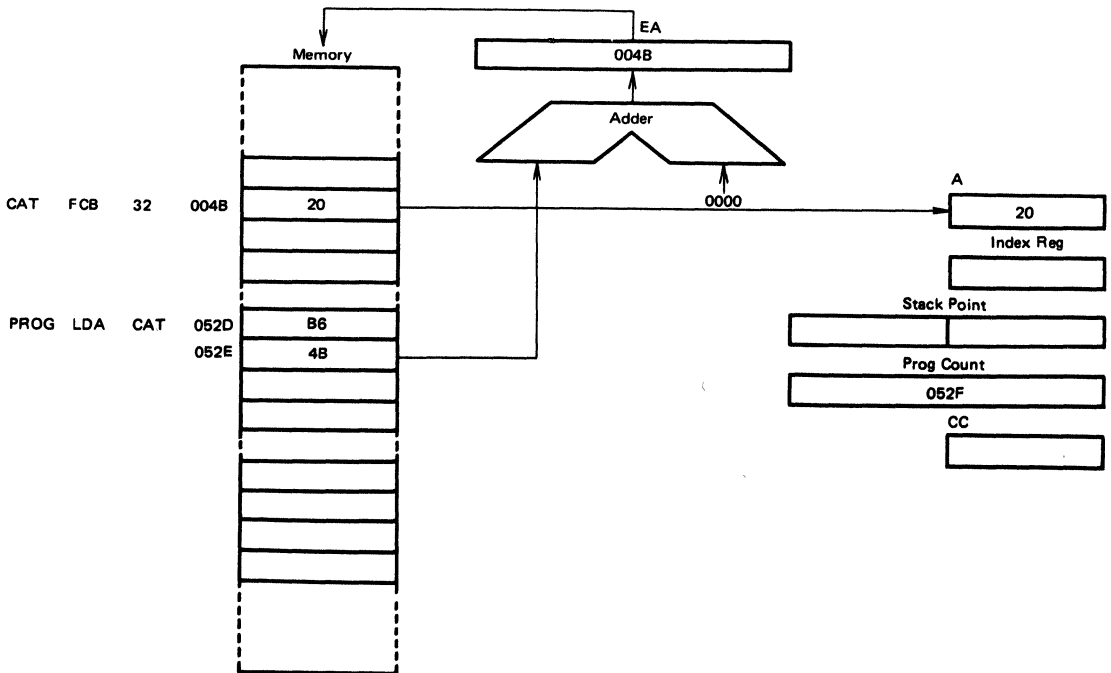 EA
Memory
004B
Adder
A
CAT FCB 32 004B 20 0000 20
Index Reg
Stack Point
PROG LDA CAT 052D B6
052E 4B
Prog Count
052F
CC